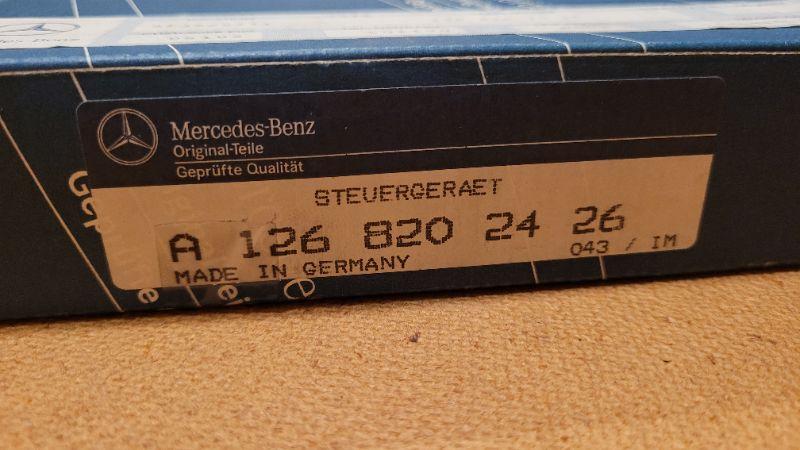 Mercedes-Benz
Original-Teile
Geprüfte Qualität
STEUERGERAET
A 126 820 24 26
043 / IM
MADE IN GERMANY